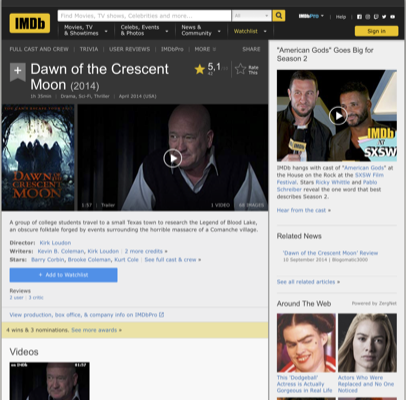 IMDb
Find Movies, TV shows, Celebrities and more...
All
IMDbPro
Help
Movies, TV
& Showtimes
Celebs, Events
& Photos
News &
Community
Watchlist
Sign in
FULL CAST AND CREW | TRIVIA | USER REVIEWS | IMDbPro | MORE
SHARE
Dawn of the Crescent
Moon (2014)
5,1
Rate
This
1h 35min | Drama, Sci-Fi, Thriller | April 2014 (USA)
DAWN OF THE
CRESCENT
MOON
1:57 | Trailer
1 VIDEO
A group of college students travel to a small Texas town to research the Legend of Blood Lake,
an obscure folktale forged by events surrounding the horrible massacre of a Comanche village.
Director: Kirk Loudon
Writers: Kevin B. Coleman, Kirk Loudon | 2 more credits »
Stars: Barry Corbin, Brooke Coleman, Kurt Cole | See full cast & crew »
+ Add to Watchlist
Reviews
2 user | 3 critic
View production, box office, & company info on IMDbPro
4 wins & 3 nominations. See more awards »
Videos
"American Gods" Goes Big for
Season 2
IMDb
at
SXSW
IMDb hangs with cast of "American Gods" at
the House on the Rock at the SXSW Film
Festival. Stars Ricky Whittle and Pablo
Schreiber reveal the one word that best
describes Season 2.
Hear from the cast »
Related News
'Dawn of the Crescent Moon' Review
10 September 2014 | Blogomatic3000
See all related articles »
Around The Web
Powered by ZergNet
This 'Dodgeball'
Actress is Actually
Gorgeous in Real Life
Actors Who Were
Replaced and No One
Noticed